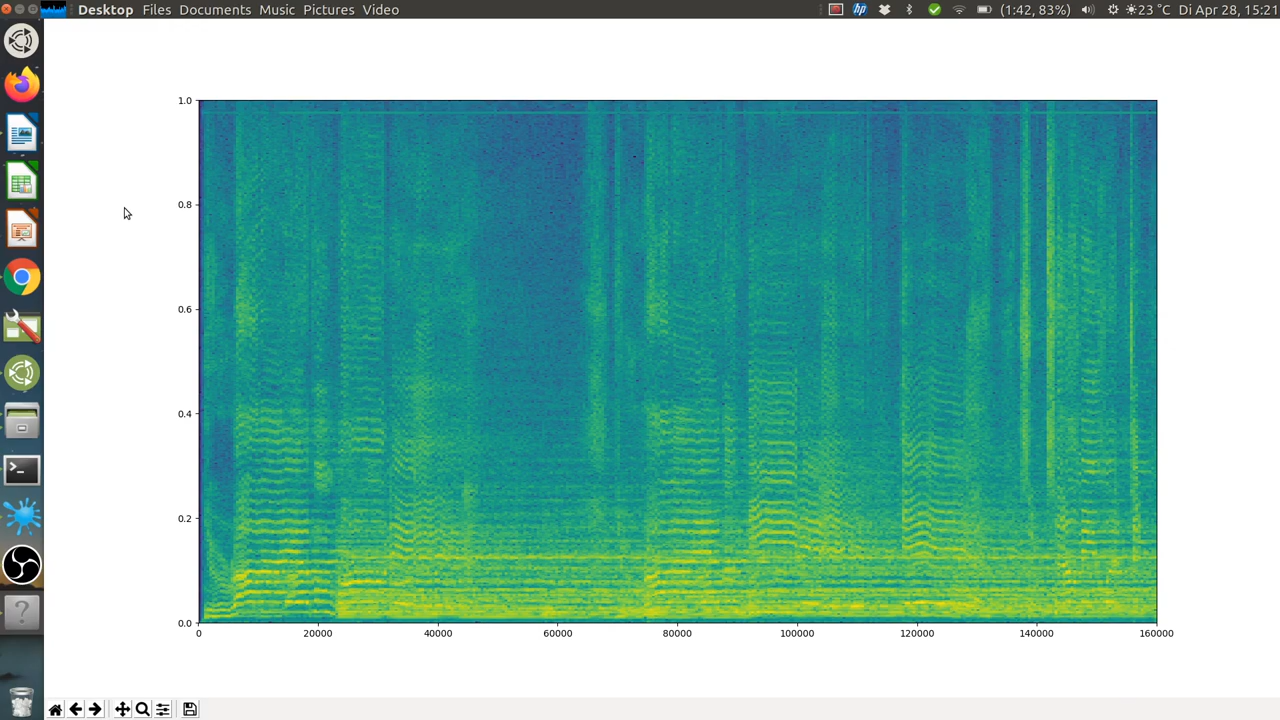 Desktop Files Documents Music Pictures Video
hp (1:42, 83%) 23 °C Di Apr 28, 15:21
1.0
0.8
0.6
0.4
0.2
0.0
0 20000 40000 60000 80000 100000 120000 140000 160000